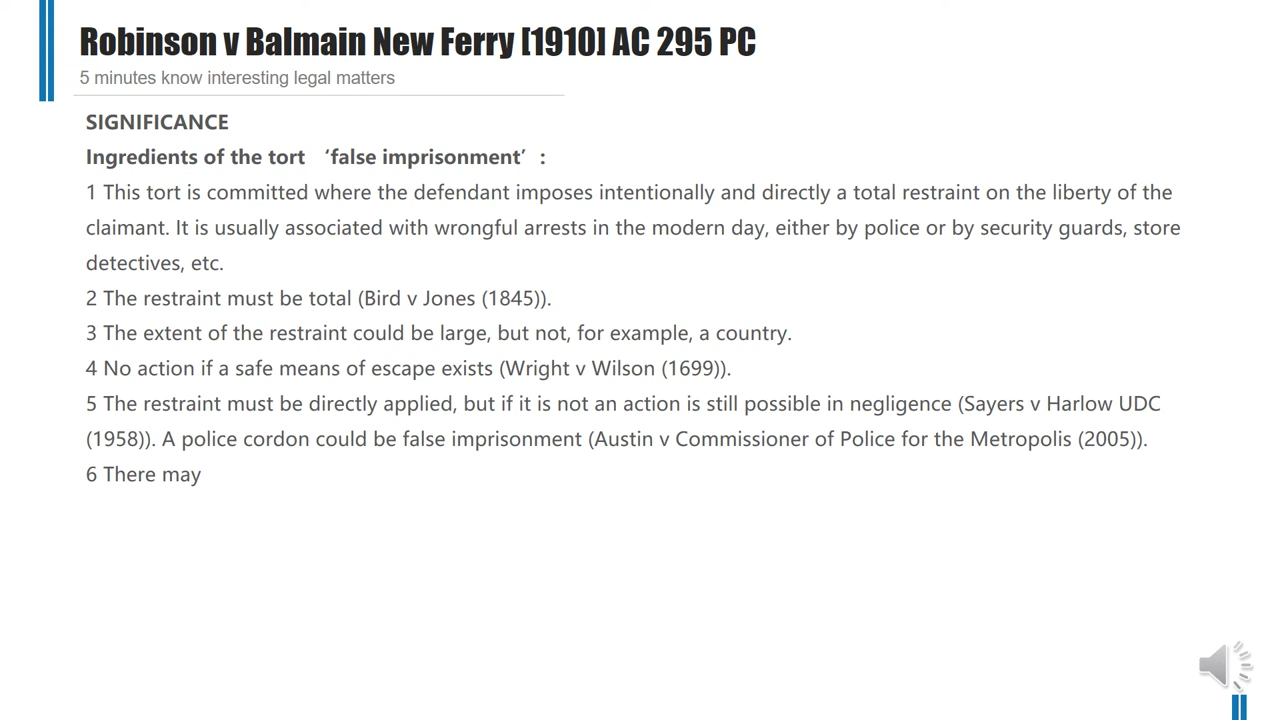 Robinson v Balmain New Ferry [1910] AC 295 PC
5 minutes know interesting legal matters
SIGNIFICANCE
Ingredients of the tort ‘false imprisonment’ :
1 This tort is committed where the defendant imposes intentionally and directly a total restraint on the liberty of the
claimant. It is usually associated with wrongful arrests in the modern day, either by police or by security guards, store
detectives, etc.
2 The restraint must be total (Bird v Jones (1845)).
3 The extent of the restraint could be large, but not, for example, a country.
4 No action if a safe means of escape exists (Wright v Wilson (1699)).
5 The restraint must be directly applied, but if it is not an action is still possible in negligence (Sayers v Harlow UDC
(1958)). A police cordon could be false imprisonment (Austin v Commissioner of Police for the Metropolis (2005)).
6 There may